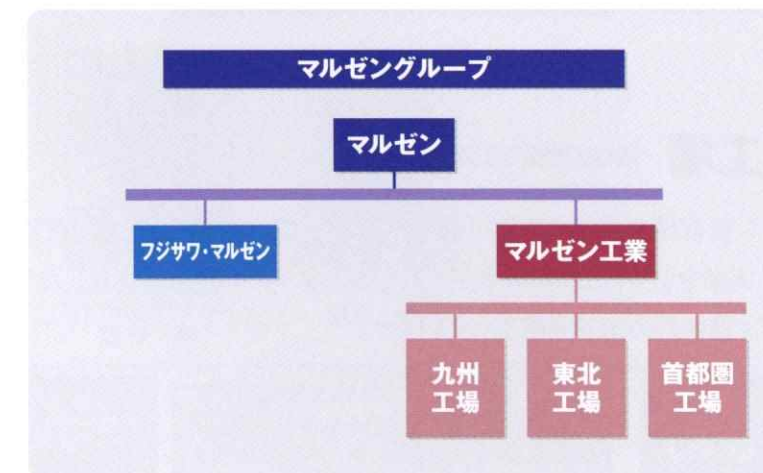 マルゼングループ
マルゼン
フジサワ・マルゼン
マルゼン工業
九州
工場
東北
工場
首都圏
工場